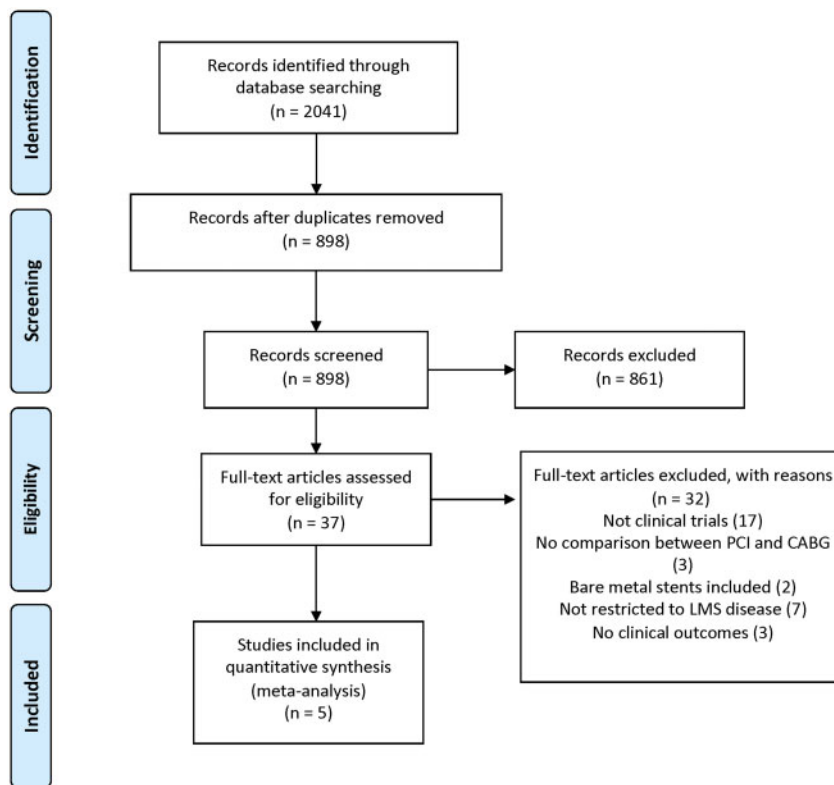 Identification
Records identified through
database searching
(n = 2041)
Records after duplicates removed
(n = 898)
Screening
Records screened
(n = 898)
Records excluded
(n = 861)
Eligibility
Full-text articles assessed
for eligibility
(n = 37)
Full-text articles excluded, with reasons
(n = 32)
Not clinical trials (17)
No comparison between PCI and CABG
(3)
Bare metal stents included (2)
Not restricted to LMS disease (7)
No clinical outcomes (3)
Included
Studies included in
quantitative synthesis
(meta-analysis)
(n = 5)